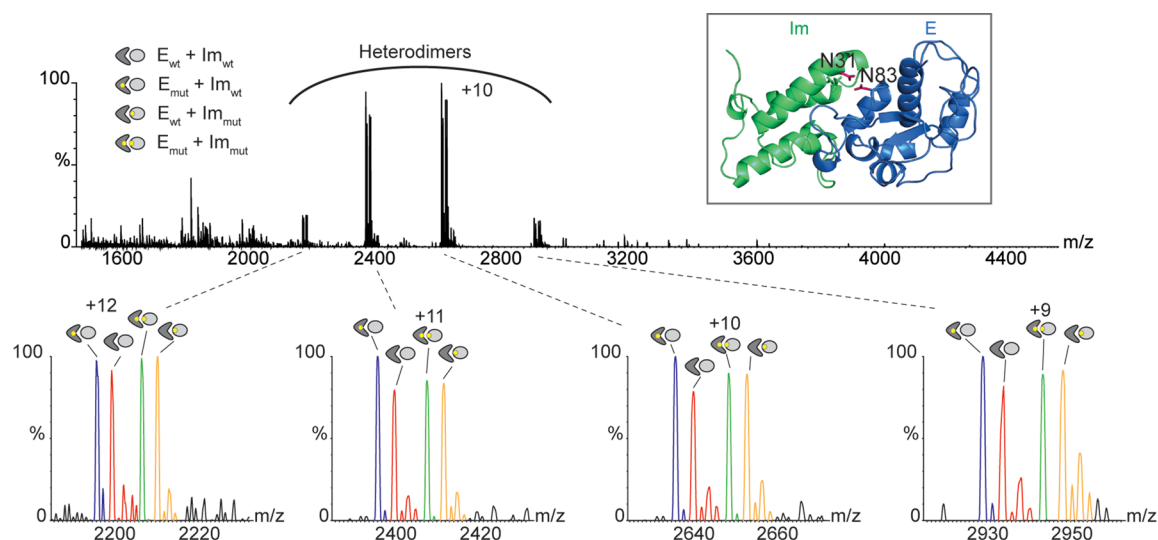 E_wt + Im_wt
E_mut + Im_wt
E_wt + Im_mut
E_mut + Im_mut
Heterodimers
+10
100
%
0
1600 2000 2400 2800 3200 3600 4000 4400 m/z
Im E
N31
N83
+12
100
%
0
2200 2220 m/z
+11
100
%
0
2400 2420 m/z
+10
100
%
0
2640 2660 m/z
+9
100
%
0
2930 2950 m/z